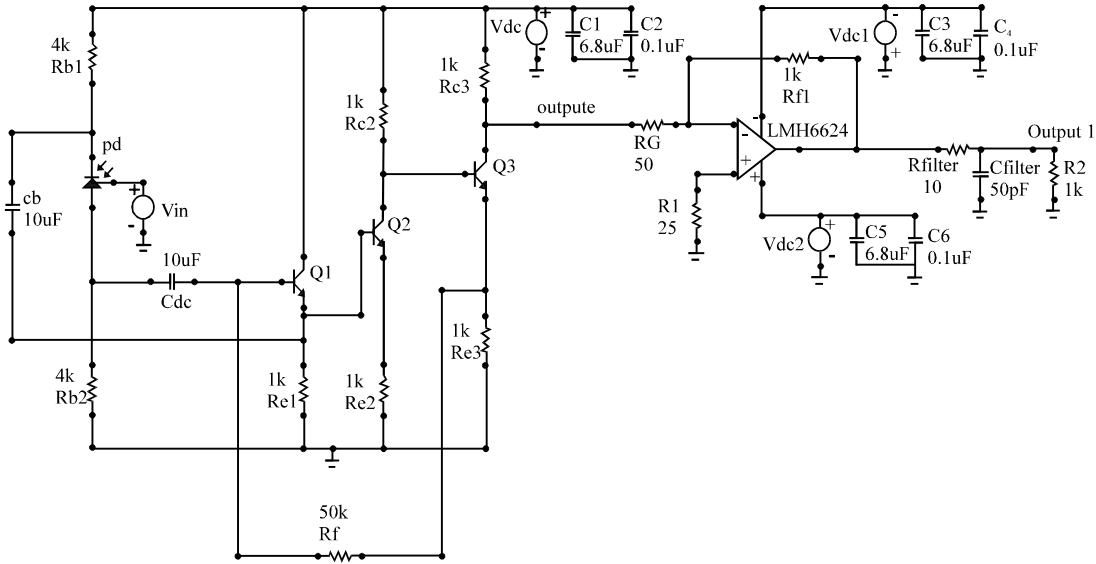 4k
Rb1
pd
cb
10uF
+
-
Vin
10uF
Cdc
Q1
4k
Rb2
1k
Re1
1k
Rc2
Q2
1k
Re2
1k
Rc3
Q3
1k
Re3
50k
Rf
Vdc
+
-
C1
6.8uF
C2
0.1uF
outpute
RG
50
R1
25
1k
Rf1
-
LMH6624
-
+
+
Vdc1
-
+
C3
6.8uF
C4
0.1uF
Vdc2
+
-
C5
6.8uF
C6
0.1uF
Rfilter
10
Cfilter
50pF
Output 1
R2
1k